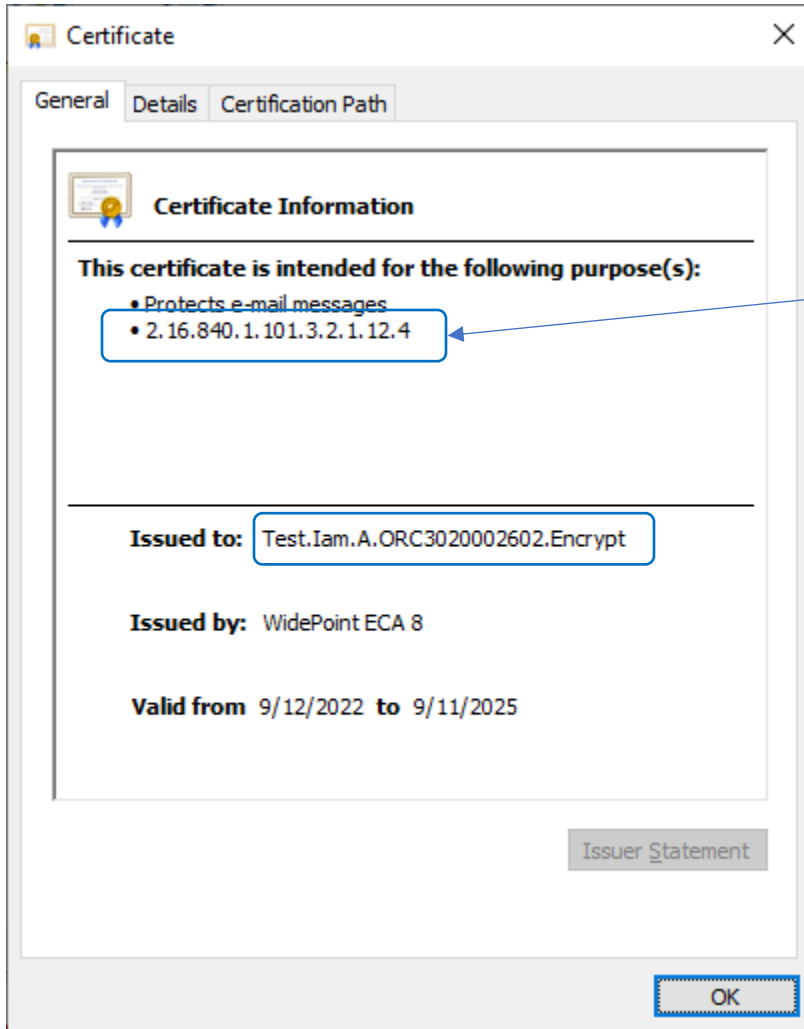 Certificate
General Details Certification Path
Certificate Information
This certificate is intended for the following purpose(s):
• Protects e-mail messages
• 2.16.840.1.101.3.2.1.12.4
Issued to: Test.Iam.A.ORC3020002602.Encrypt
Issued by: WidePoint ECA 8
Valid from 9/12/2022 to 9/11/2025
Issuer Statement
OK